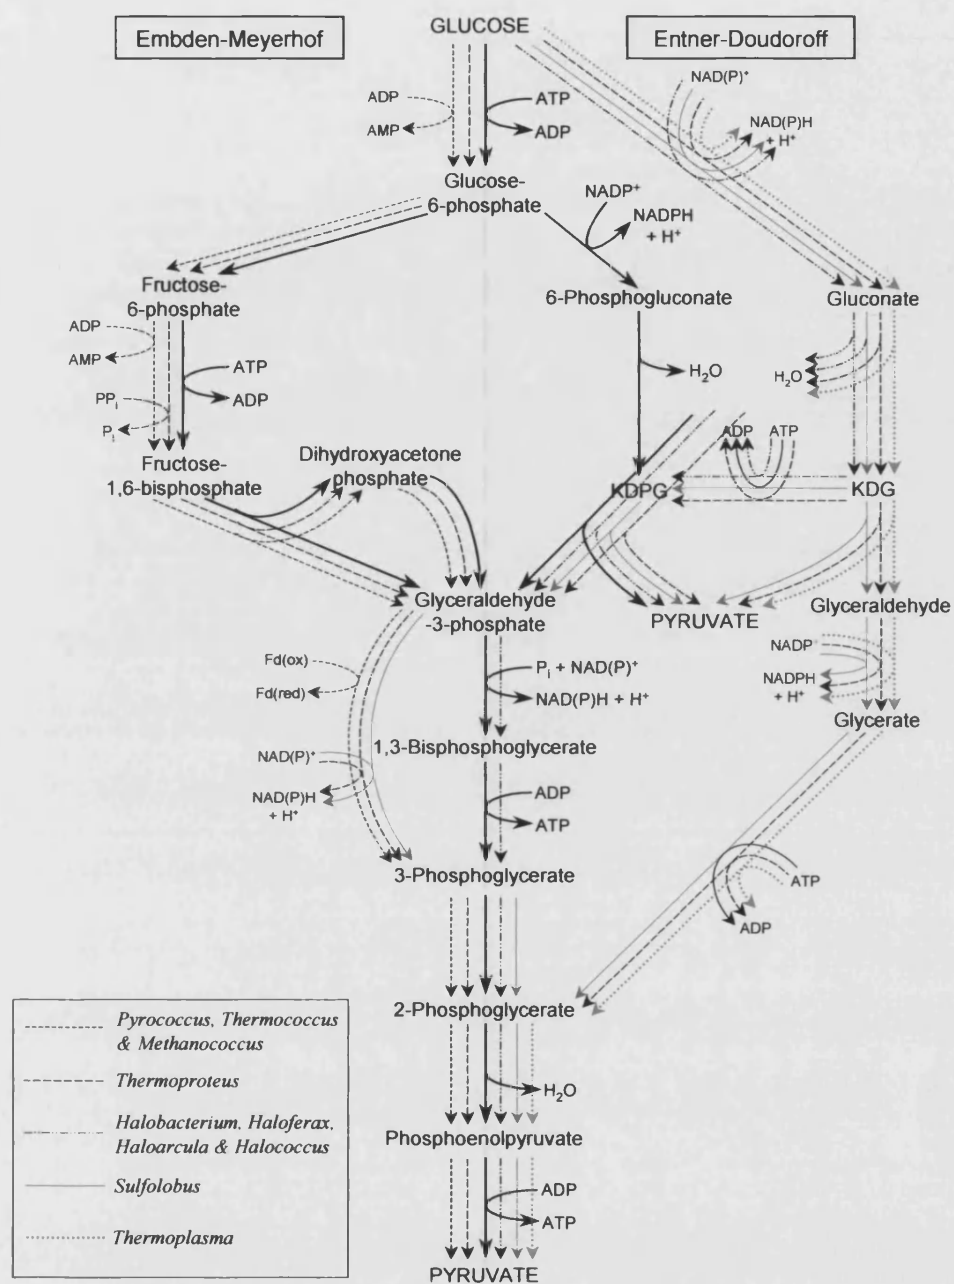 Embden-Meyerhof
GLUCOSE
Entner-Doudoroff
NAD(P)⁺
ADP
ATP
NAD(P)H
+ H⁺
AMP
ADP
Glucose-
6-phosphate
NADP⁺
NADPH
+ H⁺
Fructose-
6-phosphate
6-Phosphogluconate
Gluconate
ADP
AMP
ATP
H₂O
H₂O
PPᵢ
ADP
Pᵢ
ADP
ATP
Fructose-
1,6-bisphosphate
Dihydroxyacetone
phosphate
KDPG
KDG
Glyceraldehyde
-3-phosphate
PYRUVATE
Glyceraldehyde
Fd(ox)
Pᵢ + NAD(P)⁺
NADP⁺
Fd(red)
NAD(P)H + H⁺
NADPH
+ H⁺
Glycerate
NAD(P)⁺
1,3-Bisphosphoglycerate
NAD(P)H
+ H⁺
ADP
ATP
3-Phosphoglycerate
ATP
ADP
2-Phosphoglycerate
Pyrococcus, Thermococcus
& Methanococcus
Thermoproteus
H₂O
Halobacterium, Haloferax,
Haloarcula & Halococcus
Phosphoenolpyruvate
Sulfolobus
ADP
ATP
Thermoplasma
PYRUVATE